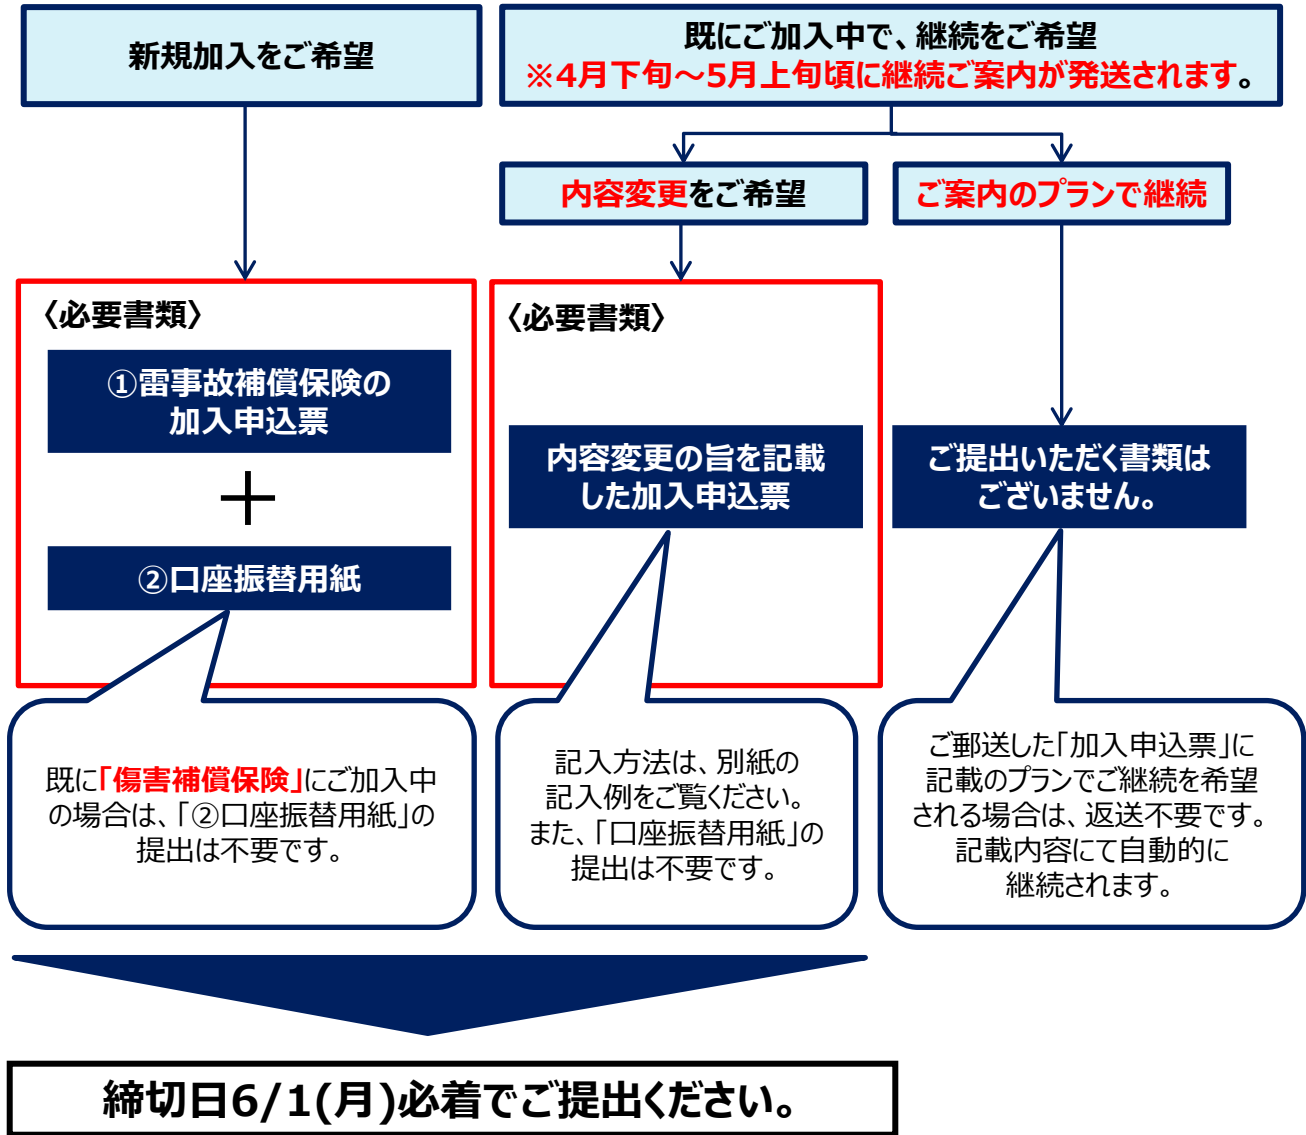 新規加入をご希望
既にご加入中で、継続をご希望
※4月下旬～5月上旬頃に継続ご案内が発送されます。
内容変更をご希望
ご案内のプランで継続
〈必要書類〉
①雷事故補償保険の
加入申込票
＋
②口座振替用紙
〈必要書類〉
内容変更の旨を記載
した加入申込票
ご提出いただく書類は
ございません。
既に「傷害補償保険」にご加入中
の場合は、「②口座振替用紙」の
提出は不要です。
記入方法は、別紙の
記入例をご覧ください。
また、「口座振替用紙」の
提出は不要です。
ご郵送した「加入申込票」に
記載のプランでご継続を希望
される場合は、返送不要です。
記載内容にて自動的に
継続されます。
締切日6/1(月)必着でご提出ください。